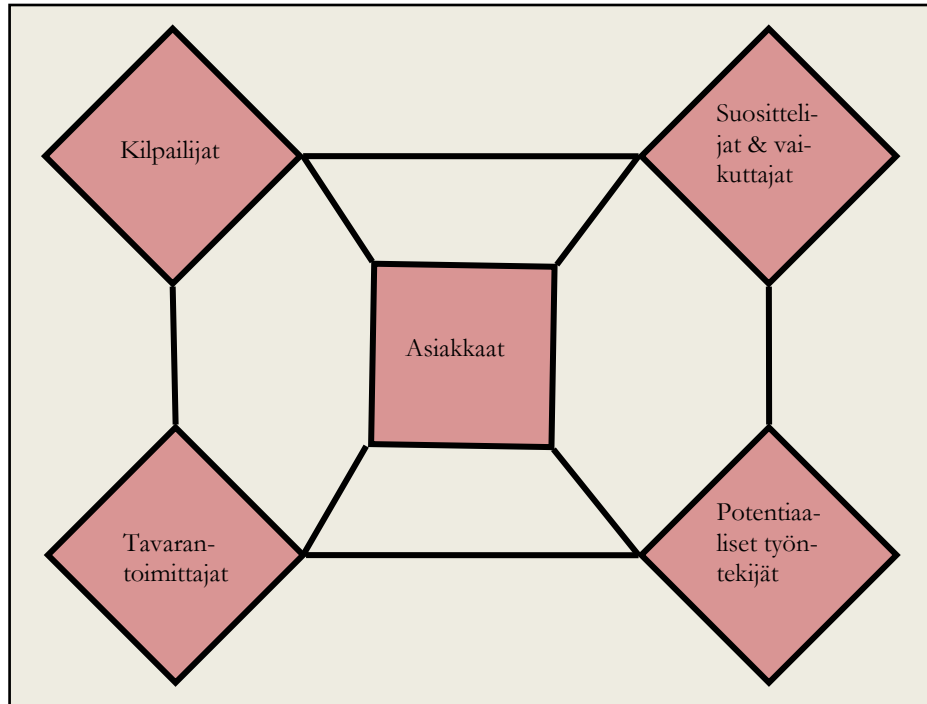 Kilpailijat
Suositteli-
jat & vai-
kuttajat
Asiakkaat
Tavaran-
toimittajat
Potentiaa-
liset työn-
tekijät